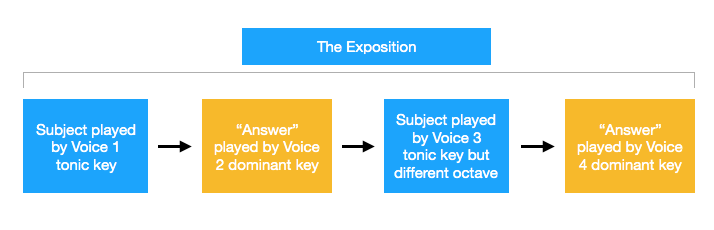 The Exposition
Subject played
by Voice 1
tonic key
“Answer”
played by Voice
2 dominant key
Subject played
by Voice 3
tonic key but
different octave
“Answer”
played by Voice
4 dominant key